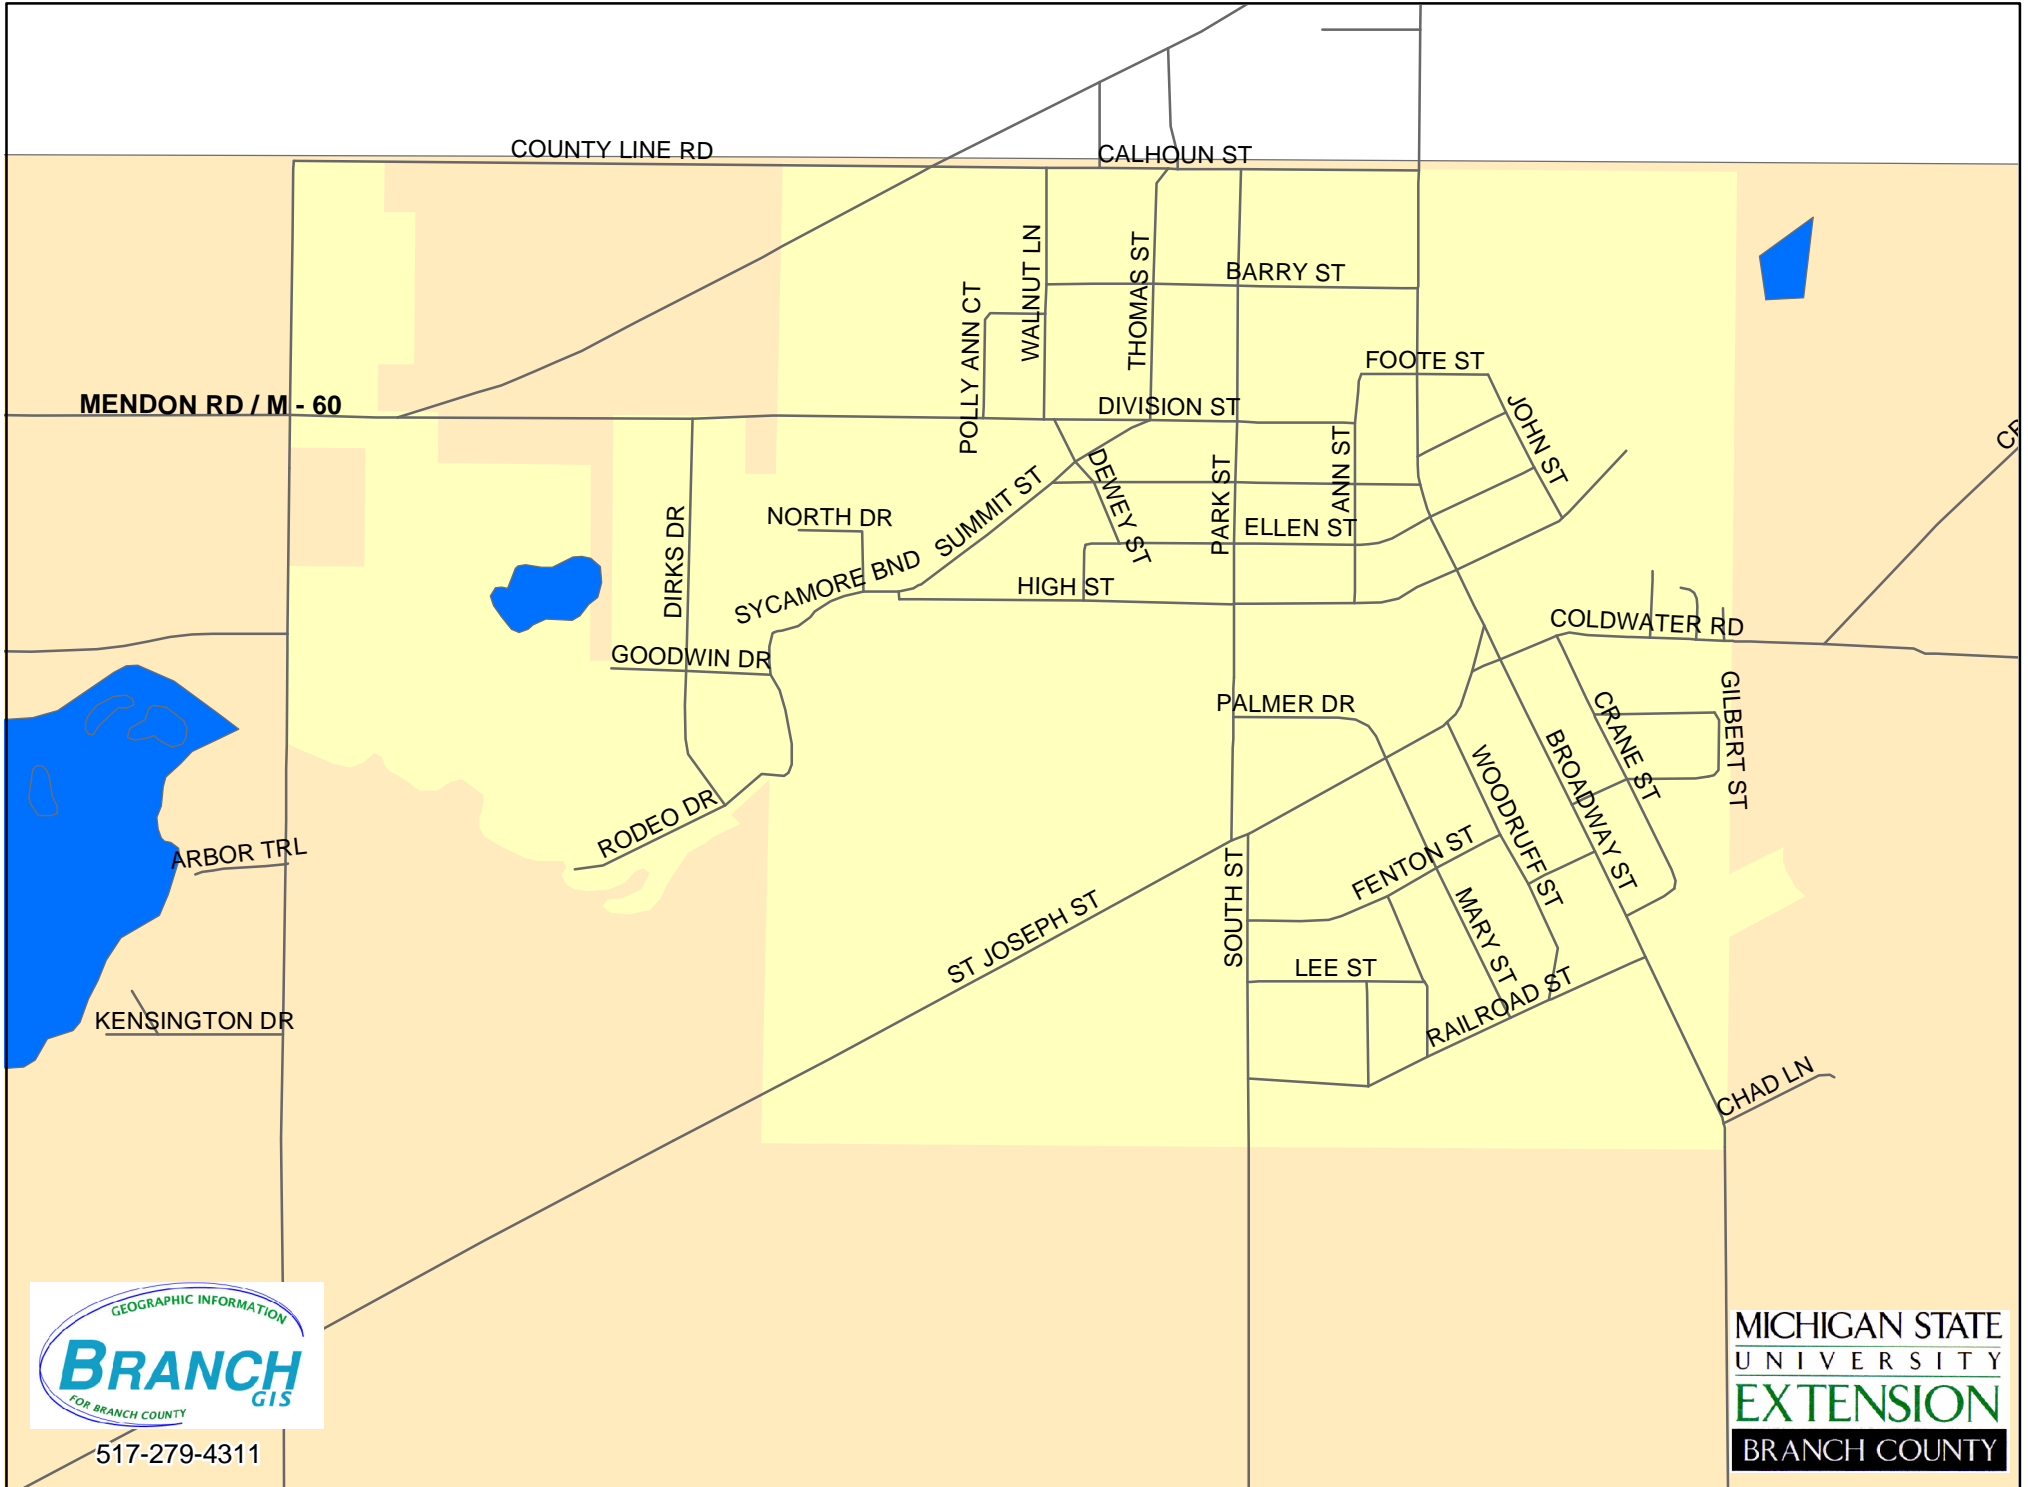 COUNTY LINE RD
CALHOUN ST
WALNUT LN
THOMAS ST
BARRY ST
POLLY ANN CT
FOOTE ST
MENDON RD / M - 60
DIVISION ST
JOHN ST
ANN ST
DEWEY ST
PARK ST
SUMMIT ST
NORTH DR
DIRKS DR
ELLEN ST
SYCAMORE BND
HIGH ST
COLDWATER RD
GOODWIN DR
PALMER DR
GILBERT ST
CRANE ST
BROADWAY ST
WOODRUFF ST
RODEO DR
ARBOR TRL
FENTON ST
SOUTH ST
MARY ST
ST JOSEPH ST
LEE ST
RAILROAD ST
KENSINGTON DR
CHAD LN
GEOGRAPHIC INFORMATION
BRANCH
GIS
FOR BRANCH COUNTY
517-279-4311
MICHIGAN STATE
UNIVERSITY
EXTENSION
BRANCH COUNTY